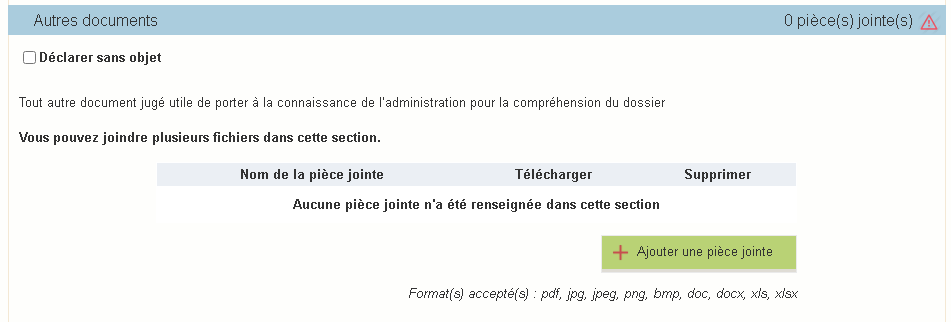 Autres documents 0 pièce(s) jointe(s)
Déclarer sans objet
Tout autre document jugé utile de porter à la connaissance de l'administration pour la compréhension du dossier
Vous pouvez joindre plusieurs fichiers dans cette section.
Nom de la pièce jointe Télécharger Supprimer
Aucune pièce jointe n'a été renseignée dans cette section
Ajouter une pièce jointe
Format(s) accepté(s) : pdf, jpg, jpeg, png, bmp, doc, docx, xls, xlsx